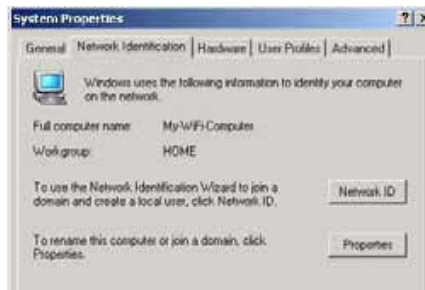 System Properties
General Network Identification Hardware User Profiles Advanced
Windows uses the following information to identify your computer
on the network.
Full computer name: My-WiFi-Computer
Workgroup: HOME
To use the Network Identification Wizard to join a
domain and create a local user, click Network ID.
Network ID
To rename this computer or join a domain, click
Properties.
Properties